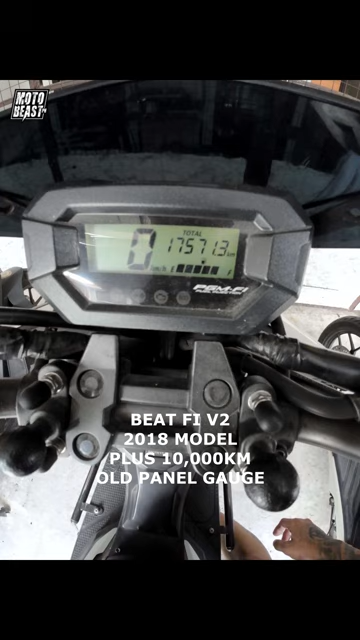 MOTO
BEAST
TOTAL
0 17571.3 km
km/h E F
PGM-FI
BEAT FI V2
2018 MODEL
PLUS 10,000KM
OLD PANEL GAUGE